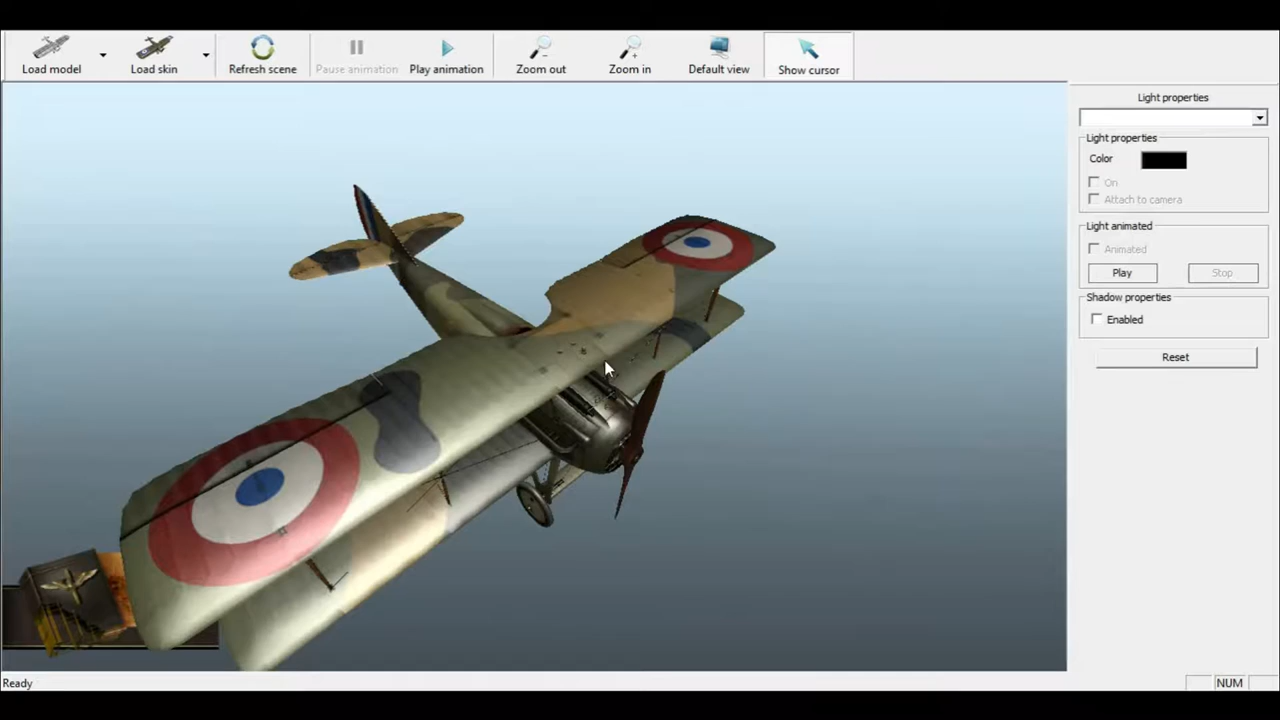 Load model
Load skin
Refresh scene
Pause animation
Play animation
Zoom out
Zoom in
Default view
Show cursor
Light properties
Light properties
Color
On
Attach to camera
Light animated
Animated
Play
Stop
Shadow properties
Enabled
Reset
Ready
NUM